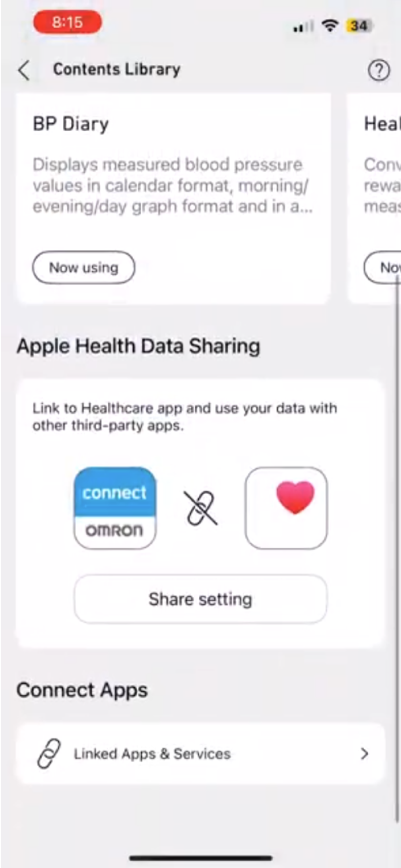 8:15
34
Contents Library
?
BP Diary
Displays measured blood pressure
values in calendar format, morning/
evening/day graph format and in a...
Now using
Heal
Conv
rewa
meas
Nov
Apple Health Data Sharing
Link to Healthcare app and use your data with
other third-party apps.
connect
OMRON
Share setting
Connect Apps
Linked Apps & Services